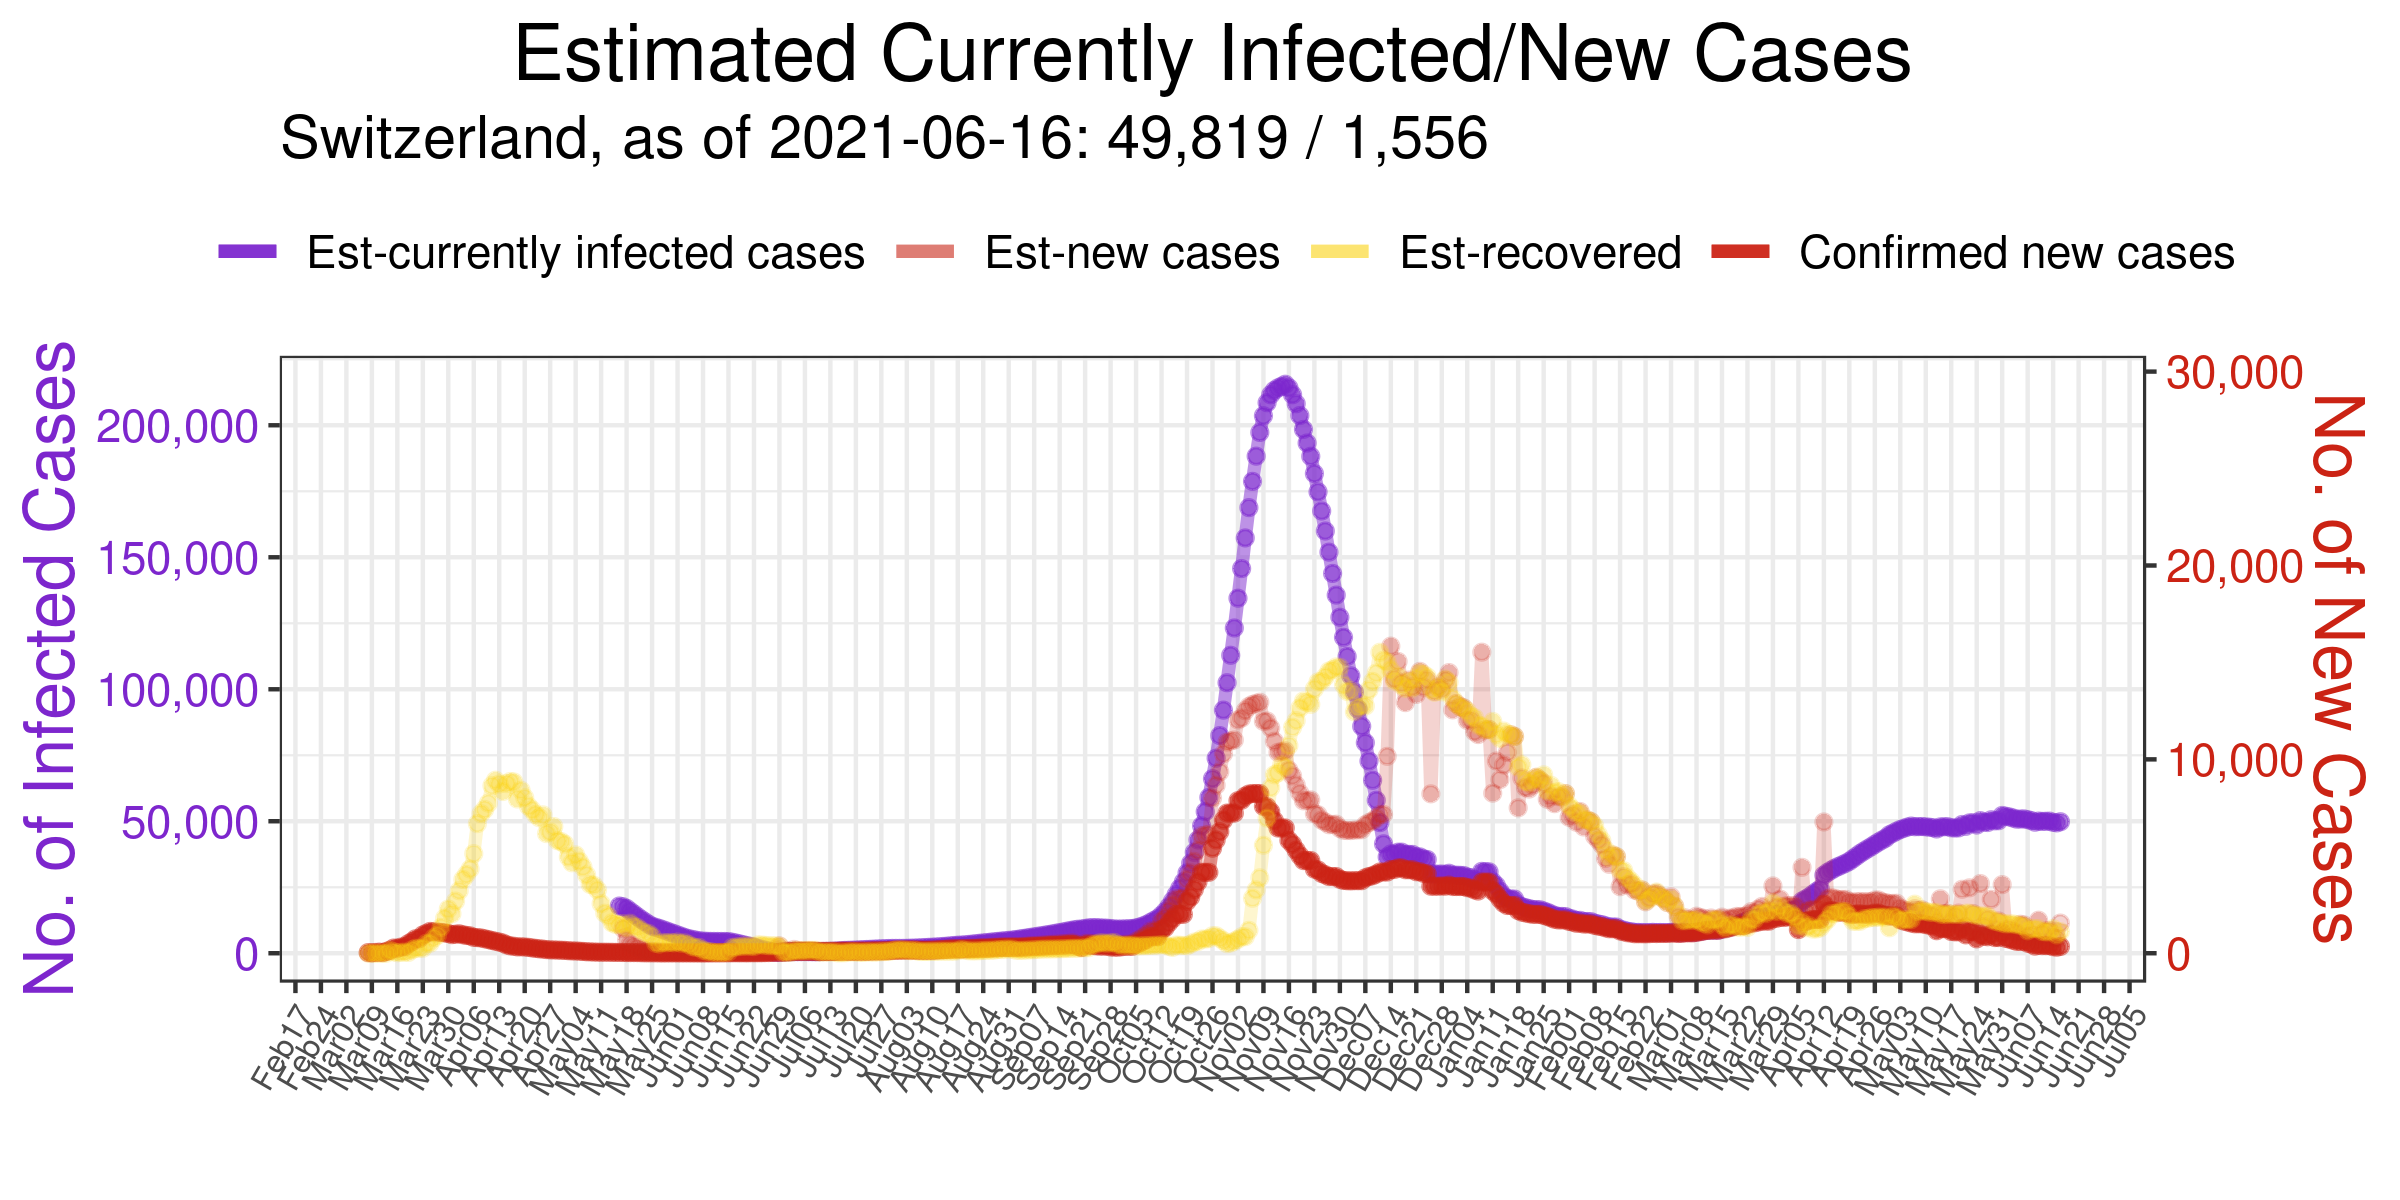 Estimated Currently Infected/New Cases
Switzerland, as of 2021-06-16: 49,819 / 1,556
Est-currently infected cases
Est-new cases
Est-recovered
Confirmed new cases
No. of Infected Cases
200,000
150,000
100,000
50,000
0
30,000
20,000
10,000
0
No. of New Cases
Feb17
Feb24
Mar02
Mar09
Mar16
Mar23
Mar30
Apr06
Apr13
Apr20
Apr27
May04
May11
May18
May25
Jun01
Jun08
Jun15
Jun22
Jun29
Jul06
Jul13
Jul20
Jul27
Aug03
Aug10
Aug17
Aug24
Aug31
Sep07
Sep14
Sep21
Sep28
Oct05
Oct12
Oct19
Oct26
Nov02
Nov09
Nov16
Nov23
Nov30
Dec07
Dec14
Dec21
Dec28
Jan04
Jan11
Jan18
Jan25
Feb01
Feb08
Feb15
Feb22
Mar01
Mar08
Mar15
Mar22
Mar29
Apr05
Apr12
Apr19
Apr26
May03
May10
May17
May24
May31
Jun07
Jun14
Jun21
Jun28
Jul05